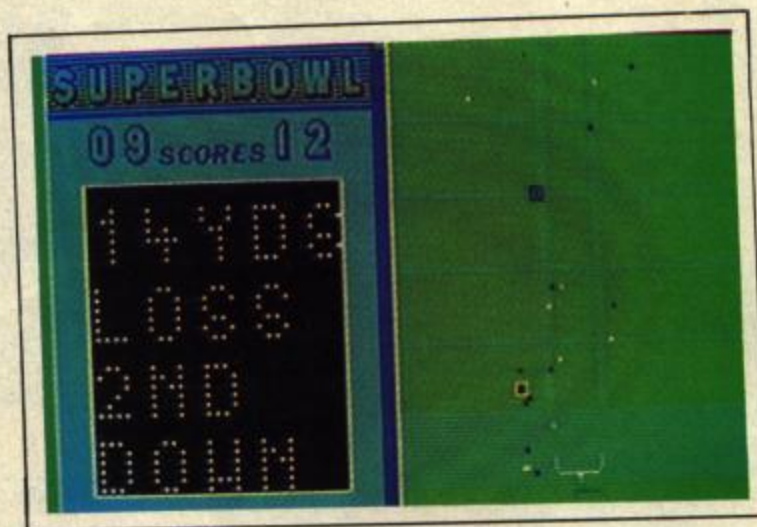 SUPERBOWL
09 SCORES 12
14YDS
LOSS
2ND
DOWN